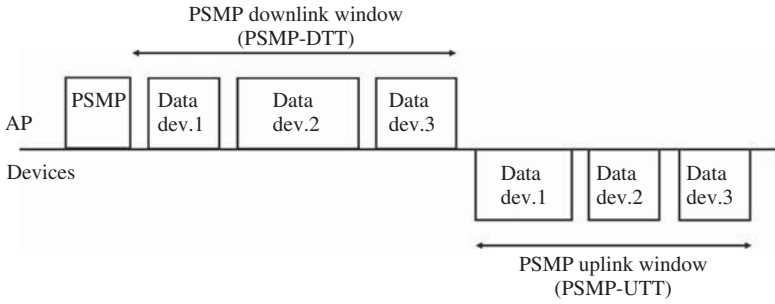 PSMP downlink window
(PSMP-DTT)
PSMP
Data
dev.1
Data
dev.2
Data
dev.3
AP
Devices
Data
dev.1
Data
dev.2
Data
dev.3
PSMP uplink window
(PSMP-UTT)